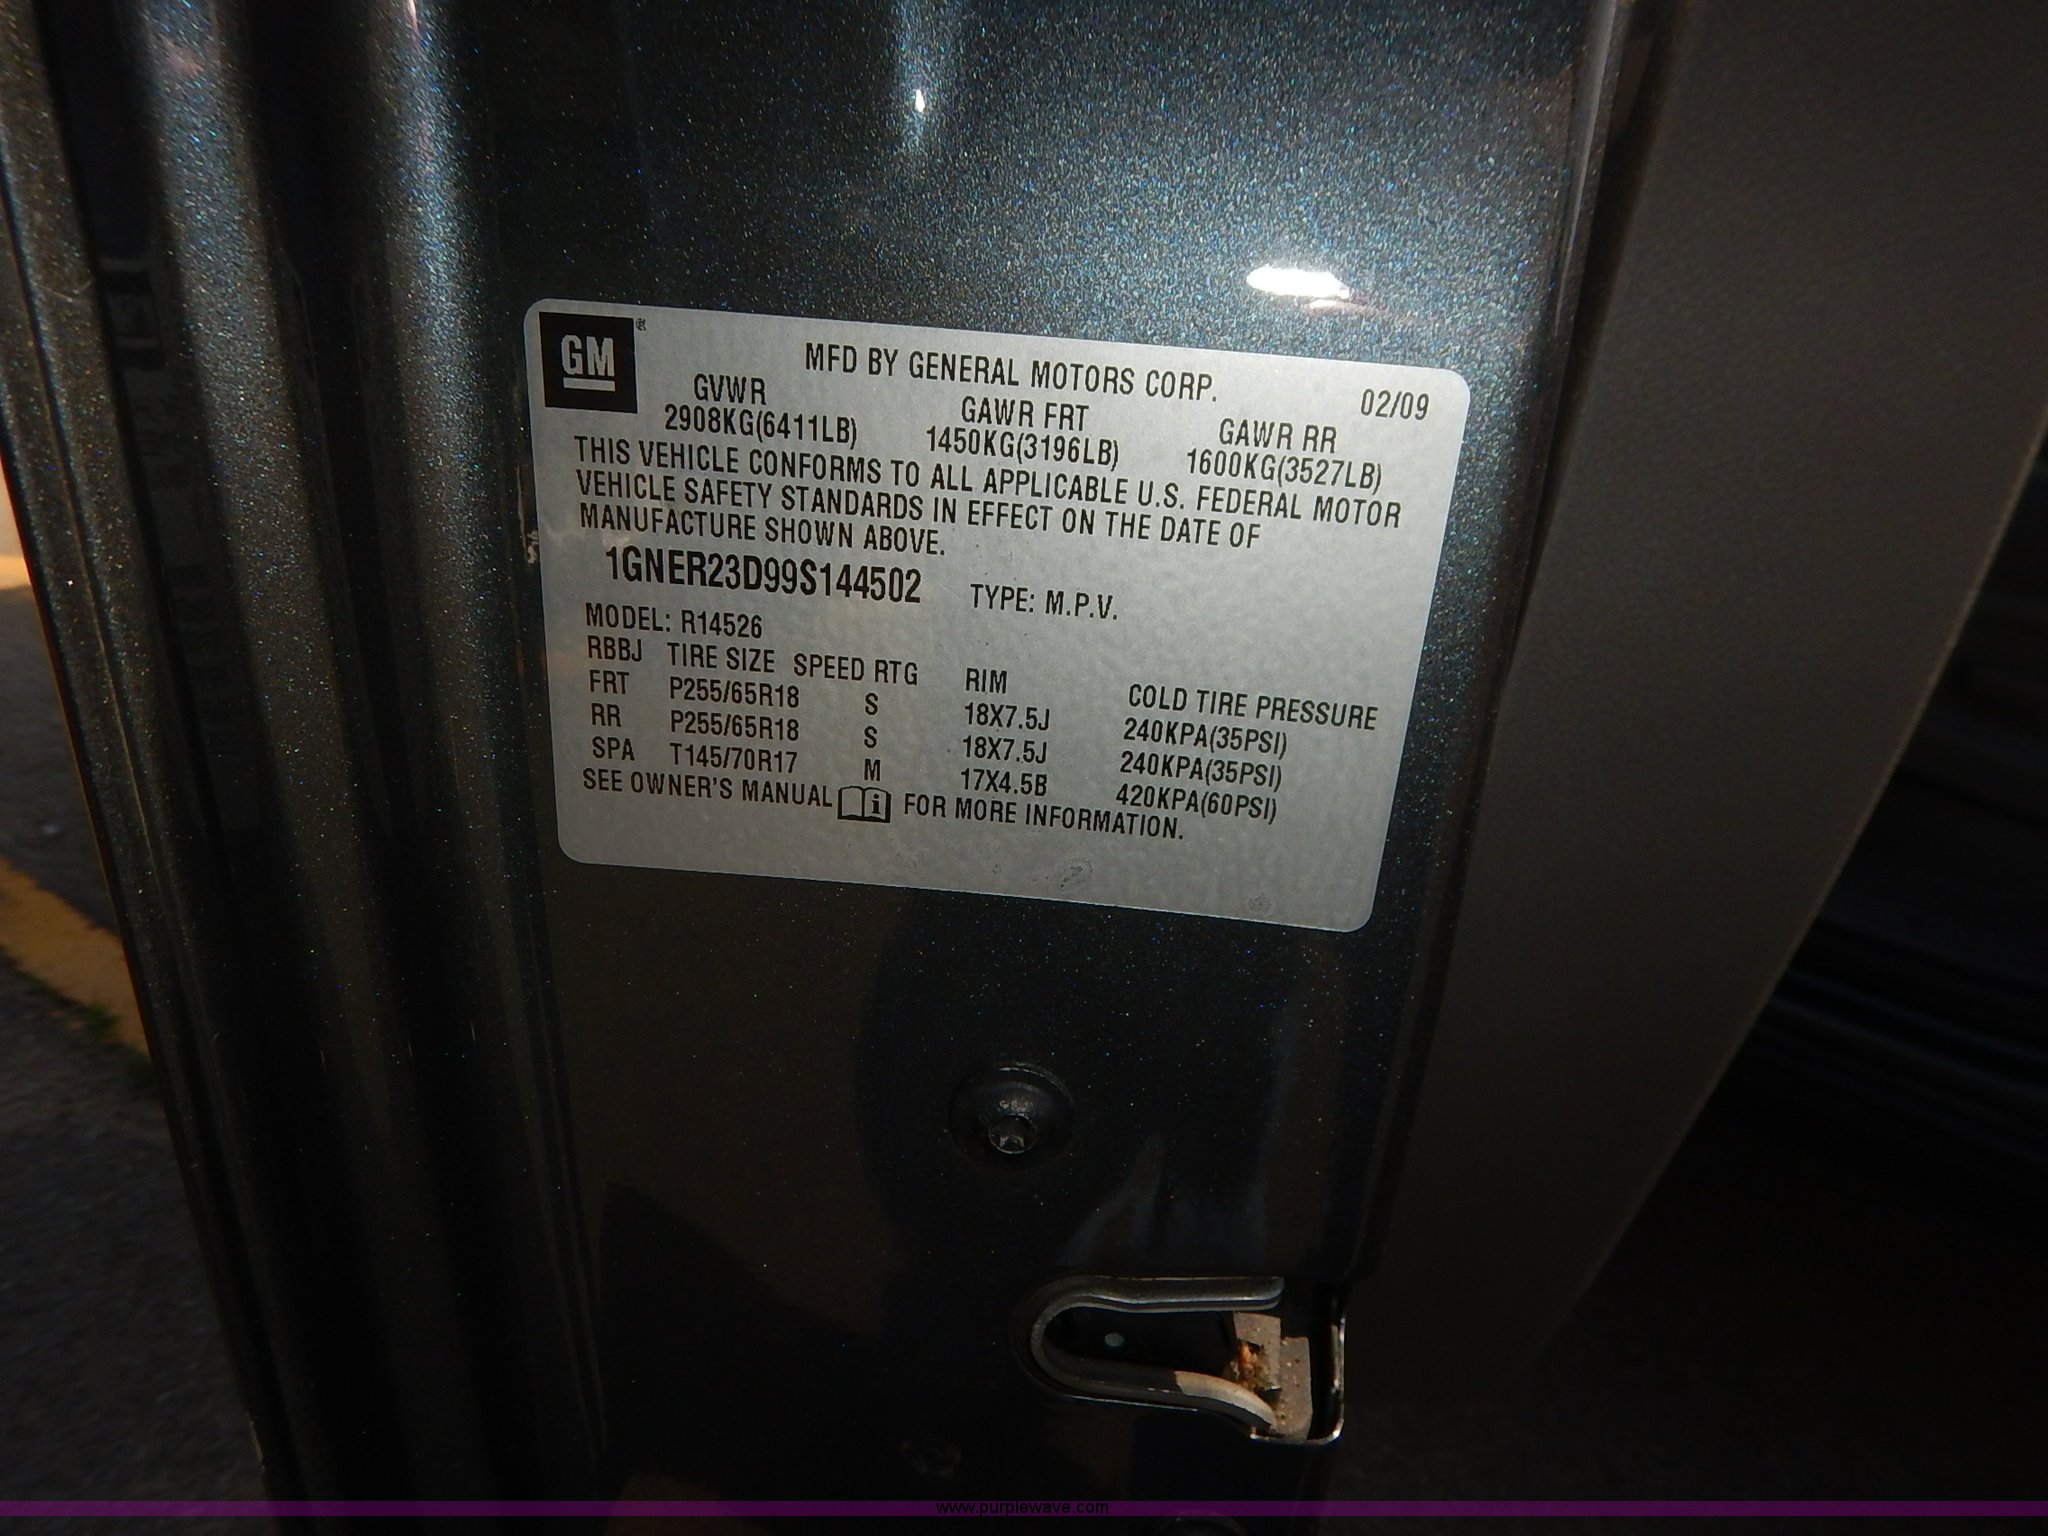 GM
MFD BY GENERAL MOTORS CORP.
02/09
GVWR GAWR FRT GAWR RR
2908KG(6411LB) 1450KG(3196LB) 1600KG(3527LB)
THIS VEHICLE CONFORMS TO ALL APPLICABLE U.S. FEDERAL MOTOR
VEHICLE SAFETY STANDARDS IN EFFECT ON THE DATE OF
MANUFACTURE SHOWN ABOVE.
1GNER23D99S144502 TYPE: M.P.V.
MODEL: R14526
RBBJ TIRE SIZE SPEED RTG RIM COLD TIRE PRESSURE
FRT P255/65R18 S 18X7.5J 240KPA(35PSI)
RR P255/65R18 S 18X7.5J 240KPA(35PSI)
SPA T145/70R17 M 17X4.5B 420KPA(60PSI)
SEE OWNER'S MANUAL i FOR MORE INFORMATION.
www.purplewave.com